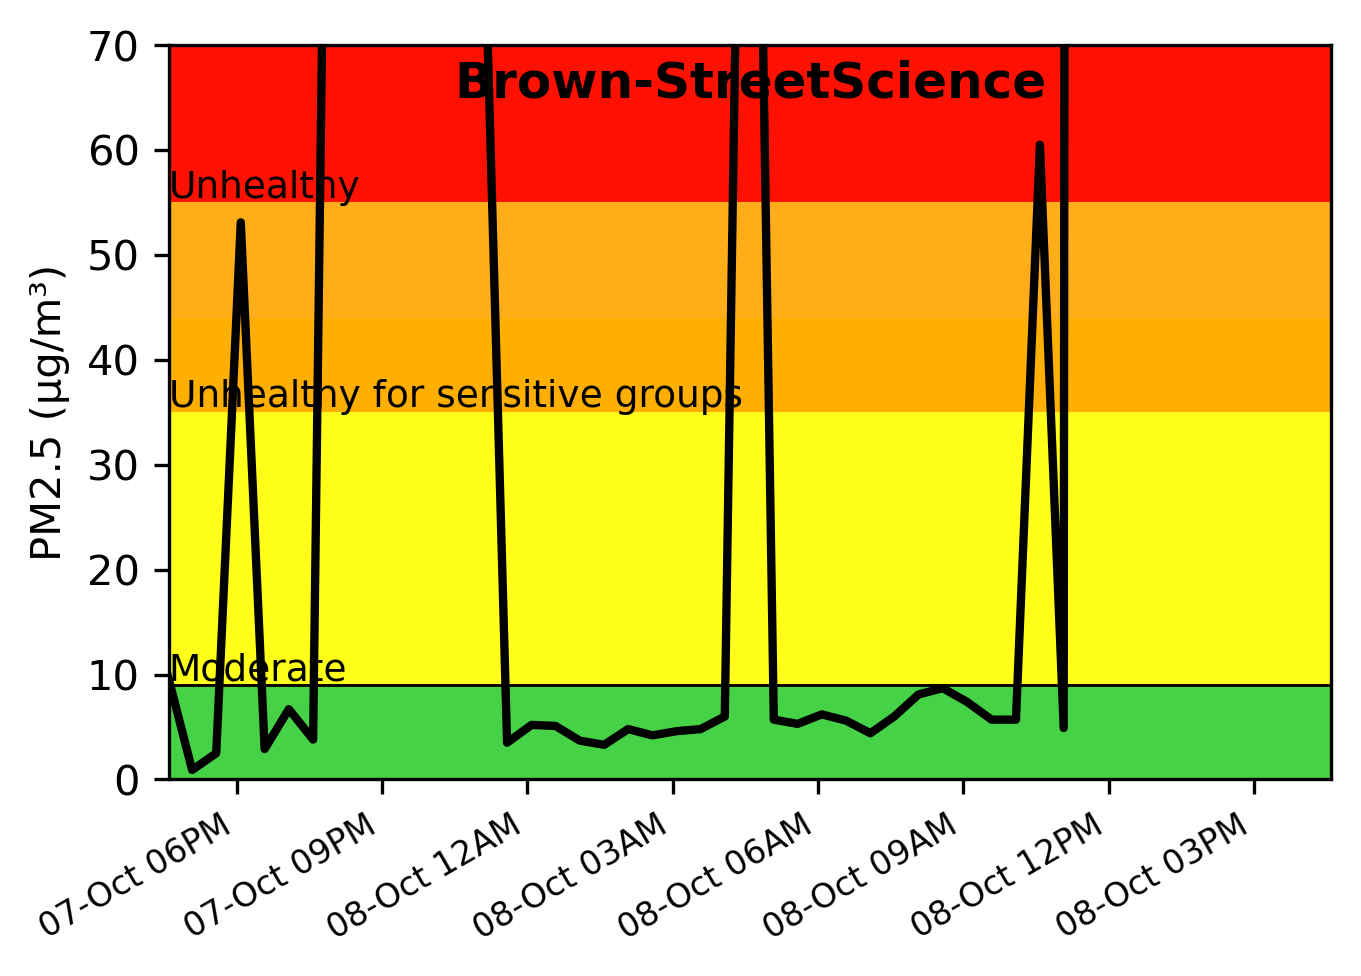 Brown-StreetScience
PM2.5 (µg/m³)
70
60
50
40
30
20
10
0
Unhealthy
Unhealthy for sensitive groups
Moderate
07-Oct 06PM
07-Oct 09PM
08-Oct 12AM
08-Oct 03AM
08-Oct 06AM
08-Oct 09AM
08-Oct 12PM
08-Oct 03PM